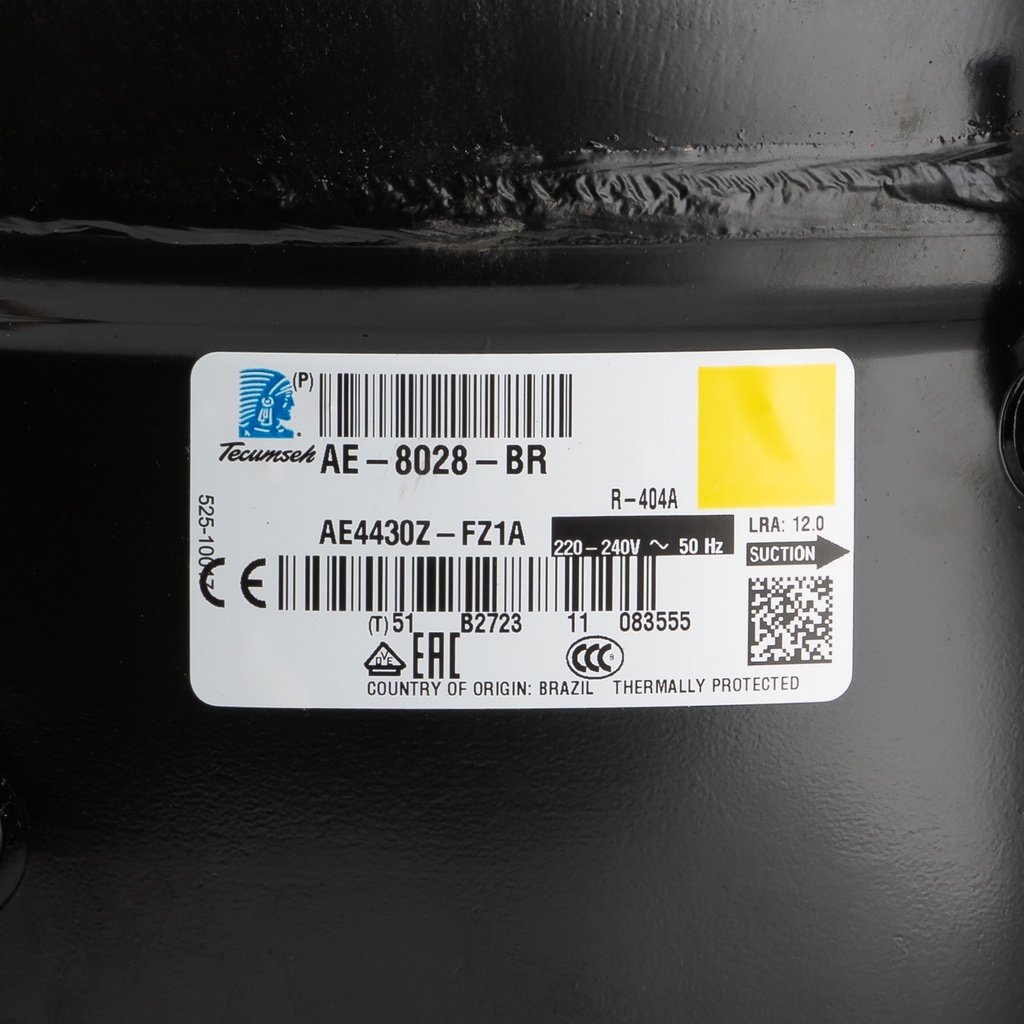 (P)
Tecumseh
AE-8028-BR
R-404A
AE4430Z-FZ1A
220-240V ~ 50 Hz
LRA: 12.0
SUCTION
CE
(T) 51 B2723 11 083555
EAC
CCC
COUNTRY OF ORIGIN: BRAZIL THERMALLY PROTECTED